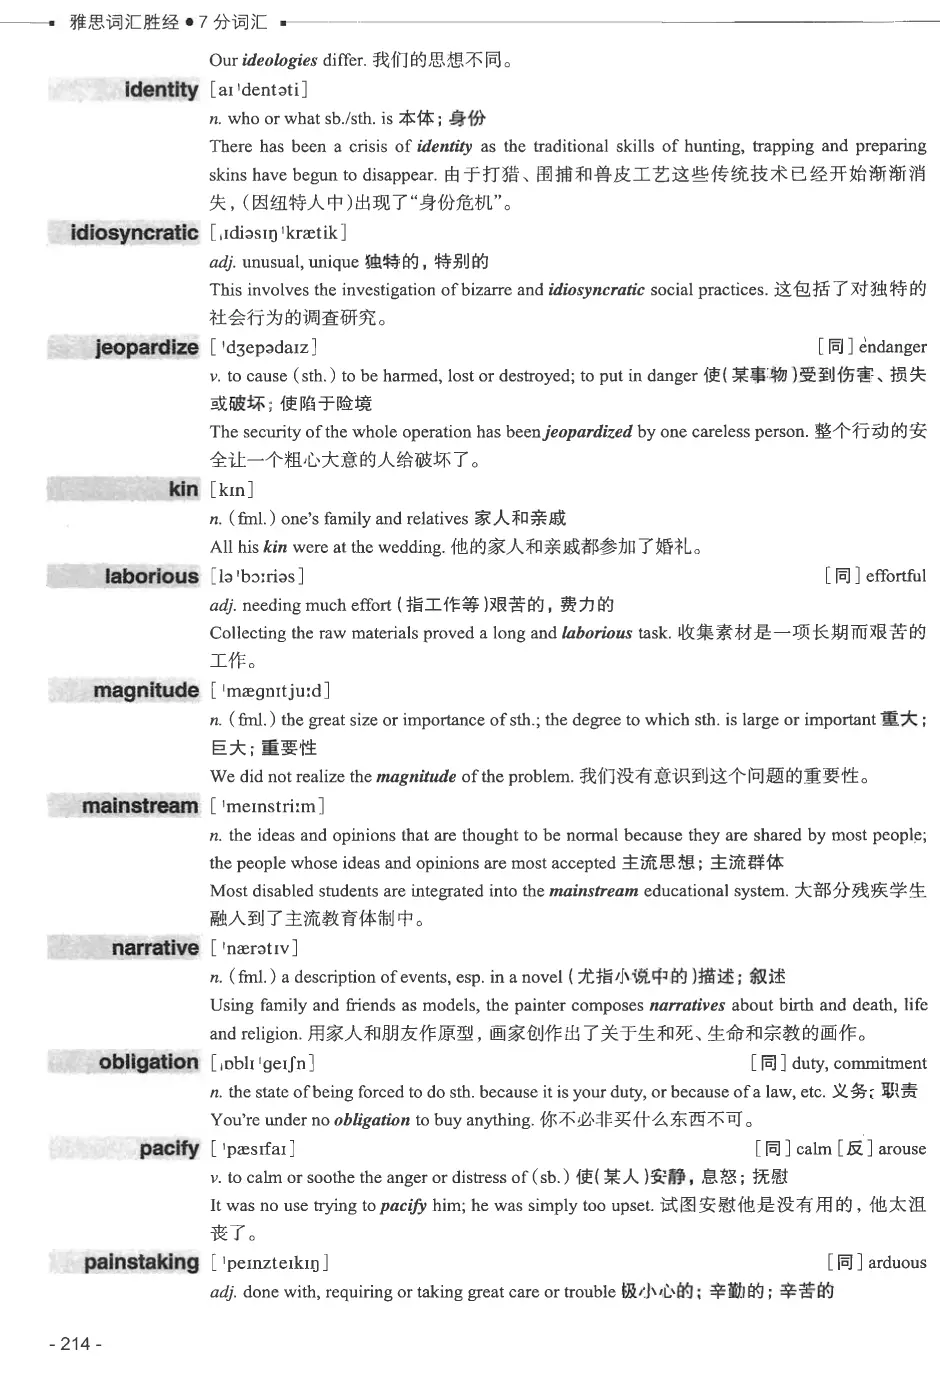 雅思词汇胜经●7分词汇
Our ideologies differ. 我们的思想不同。
identity [aɪˈdentəti]
n. who or what sb./sth. is 本体；身份
There has been a crisis of identity as the traditional skills of hunting, trapping and preparing
skins have begun to disappear. 由于打猎、围捕和兽皮工艺这些传统技术已经开始渐渐消
失，（因纽特人中）出现了“身份危机”。
idiosyncratic [ˌɪdiəsɪŋˈkrætik]
adj. unusual, unique 独特的，特别的
This involves the investigation of bizarre and idiosyncratic social practices. 这包括了对独特的
社会行为的调查研究。
jeopardize [ˈdʒepədaɪz] [同] endanger
v. to cause (sth.) to be harmed, lost or destroyed; to put in danger 使(某事物)受到伤害、损失
或破坏；使陷于险境
The security of the whole operation has been jeopardized by one careless person. 整个行动的安
全让一个粗心大意的人给破坏了。
kin [kɪn]
n. (fml.) one's family and relatives 家人和亲戚
All his kin were at the wedding. 他的家人和亲戚都参加了婚礼。
laborious [ləˈbɔːriəs] [同] effortful
adj. needing much effort (指工作等)艰苦的，费力的
Collecting the raw materials proved a long and laborious task. 收集素材是一项长期而艰苦的
工作。
magnitude [ˈmægnɪtjuːd]
n. (fml.) the great size or importance of sth.; the degree to which sth. is large or important 重大；
巨大；重要性
We did not realize the magnitude of the problem. 我们没有意识到这个问题的重要性。
mainstream [ˈmeɪnstriːm]
n. the ideas and opinions that are thought to be normal because they are shared by most people;
the people whose ideas and opinions are most accepted 主流思想；主流群体
Most disabled students are integrated into the mainstream educational system. 大部分残疾学生
融入到了主流教育体制中。
narrative [ˈnærətɪv]
n. (fml.) a description of events, esp. in a novel (尤指小说中的)描述；叙述
Using family and friends as models, the painter composes narratives about birth and death, life
and religion. 用家人和朋友作原型，画家创作出了关于生和死、生命和宗教的画作。
obligation [ˌɒblɪˈgeɪʃn] [同] duty, commitment
n. the state of being forced to do sth. because it is your duty, or because of a law, etc. 义务；职责
You're under no obligation to buy anything. 你不必非买什么东西不可。
pacify [ˈpæsɪfaɪ] [同] calm [反] arouse
v. to calm or soothe the anger or distress of (sb.) 使(某人)安静，息怒；抚慰
It was no use trying to pacify him; he was simply too upset. 试图安慰他是没有用的，他太沮
丧了。
painstaking [ˈpeɪnzteɪkɪŋ] [同] arduous
adj. done with, requiring or taking great care or trouble 极小心的；辛勤的；辛苦的
- 214 -